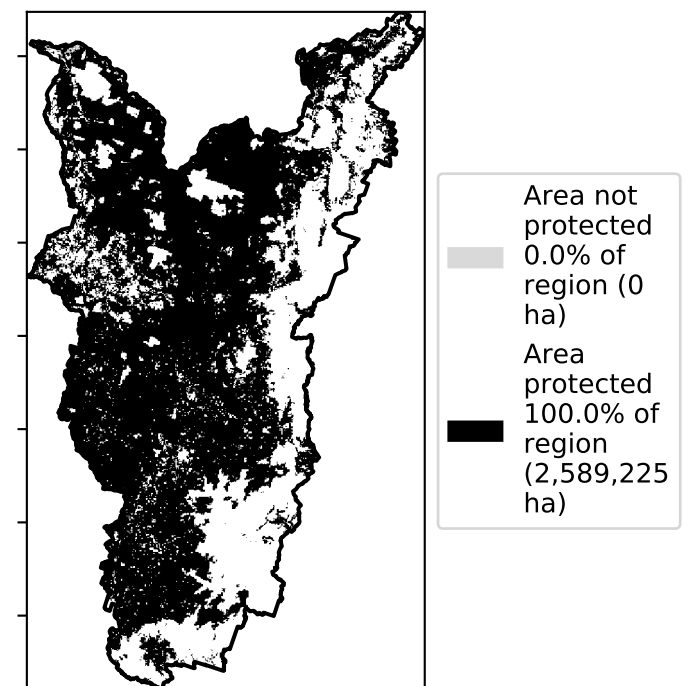 Area not
protected
0.0% of
region (0
ha)
Area
protected
100.0% of
region
(2,589,225
ha)